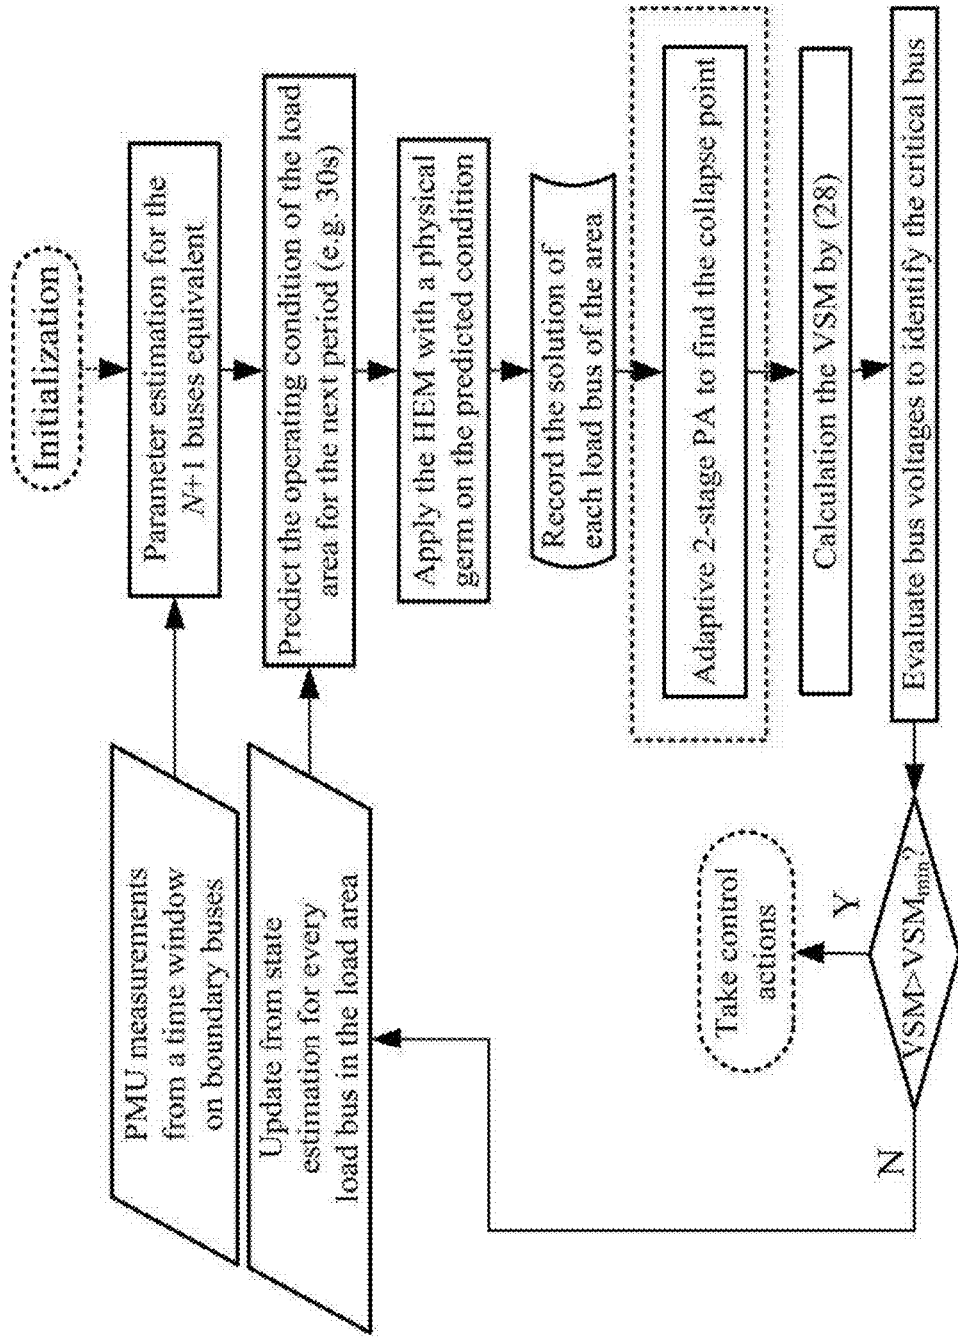 Initialization
PMU measurements
from a time window
on boundary buses
Parameter estimation for the
N+1 buses equivalent
Update from state
estimation for every
load bus in the load area
Predict the operating condition of the load
area for the next period (e.g. 30s)
Apply the HEM with a physical
germ on the predicted condition
Record the solution of
each load bus of the area
Adaptive 2-stage PA to find the collapse point
Calculation the VSM by (28)
Evaluate bus voltages to identify the critical bus
VSM>VSMmin?
Y
Take control
actions
N